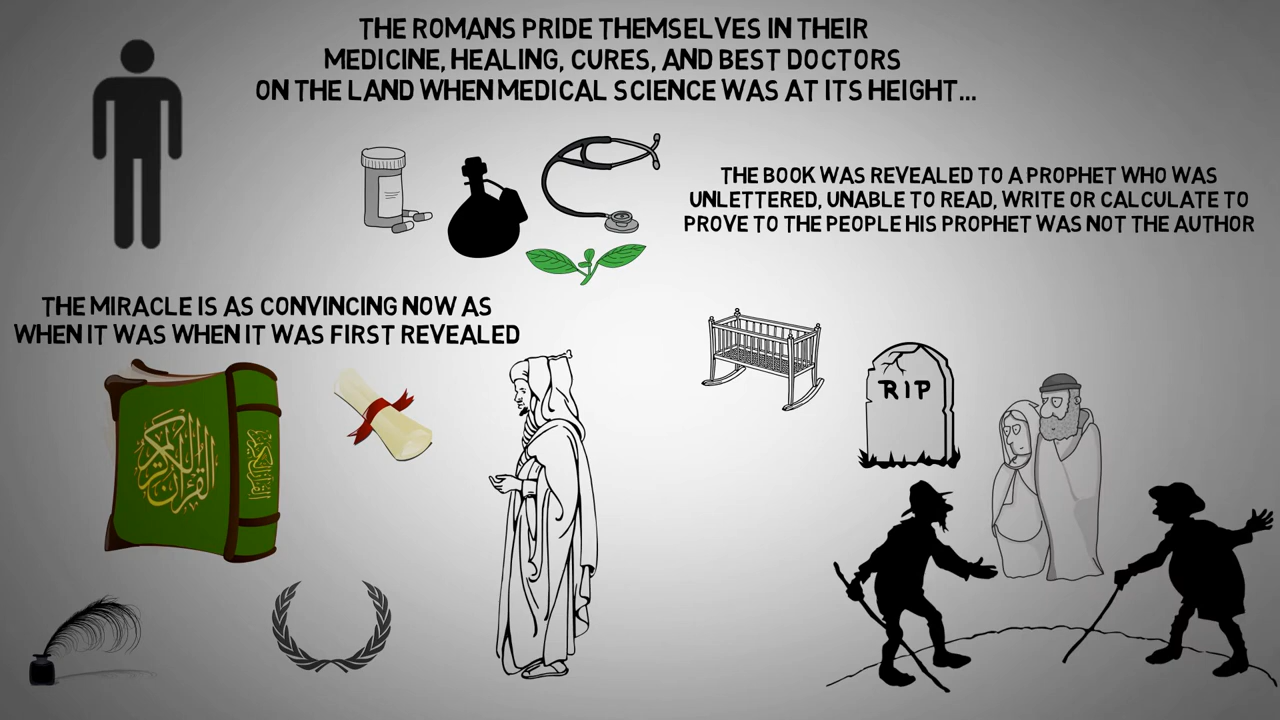 THE ROMANS PRIDE THEMSELVES IN THEIR
MEDICINE, HEALING, CURES, AND BEST DOCTORS
ON THE LAND WHEN MEDICAL SCIENCE WAS AT ITS HEIGHT...
THE BOOK WAS REVEALED TO A PROPHET WHO WAS
UNLETTERED, UNABLE TO READ, WRITE OR CALCULATE TO
PROVE TO THE PEOPLE HIS PROPHET WAS NOT THE AUTHOR
THE MIRACLE IS AS CONVINCING NOW AS
WHEN IT WAS WHEN IT WAS FIRST REVEALED
RIP
القرآن الكريم
القرآن الكريم